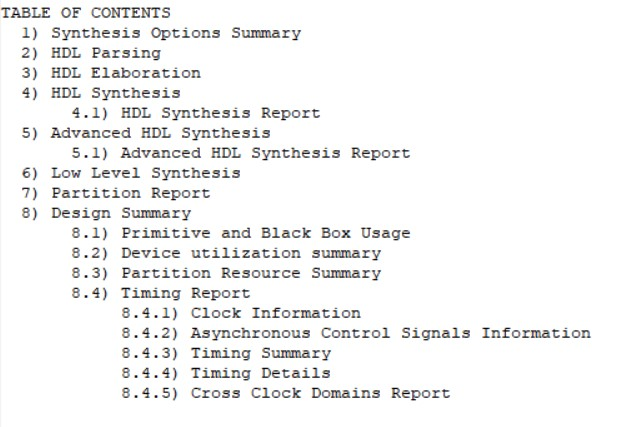 TABLE OF CONTENTS
1) Synthesis Options Summary
2) HDL Parsing
3) HDL Elaboration
4) HDL Synthesis
4.1) HDL Synthesis Report
5) Advanced HDL Synthesis
5.1) Advanced HDL Synthesis Report
6) Low Level Synthesis
7) Partition Report
8) Design Summary
8.1) Primitive and Black Box Usage
8.2) Device utilization summary
8.3) Partition Resource Summary
8.4) Timing Report
8.4.1) Clock Information
8.4.2) Asynchronous Control Signals Information
8.4.3) Timing Summary
8.4.4) Timing Details
8.4.5) Cross Clock Domains Report